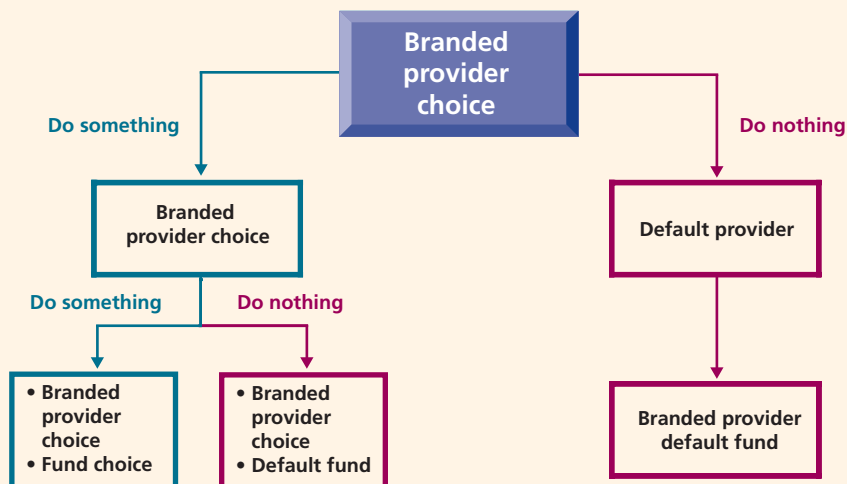 Branded
provider
choice
Do something
Do nothing
Branded
provider choice
Default provider
Do something
Do nothing
• Branded
provider
choice
• Fund choice
• Branded
provider
choice
• Default fund
Branded provider
default fund